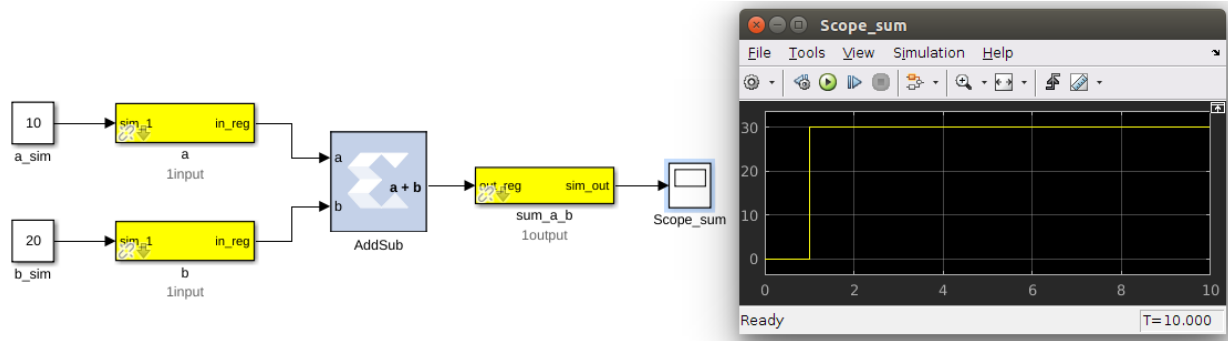 10
a_sim
sim_1 in_reg
a
1input
20
b_sim
sim_1 in_reg
b
1input
a
b
a + b
AddSub
out_reg sim_out
sum_a_b
1output
Scope_sum
Scope_sum
File Tools View Simulation Help
30
20
10
0
0 2 4 6 8 10
Ready T=10.000